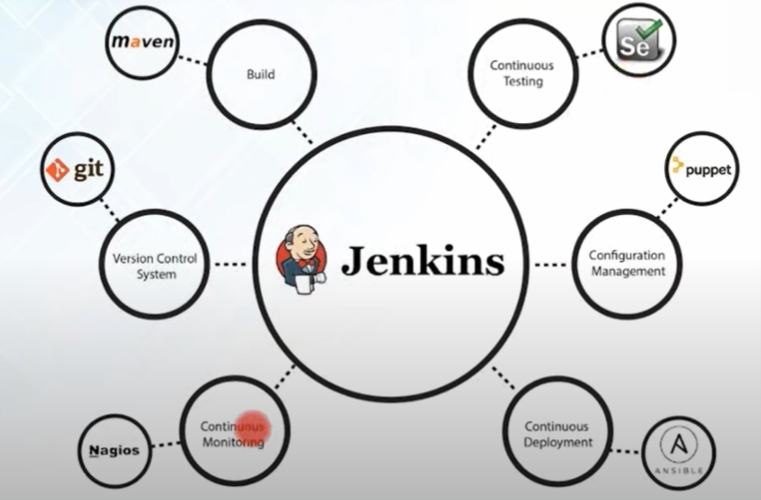 maven
Build
Continuous
Testing
Se
git
puppet
Version Control
System
Jenkins
Configuration
Management
Continuous
Monitoring
Nagios
Continuous
Deployment
A
ANSIBLE